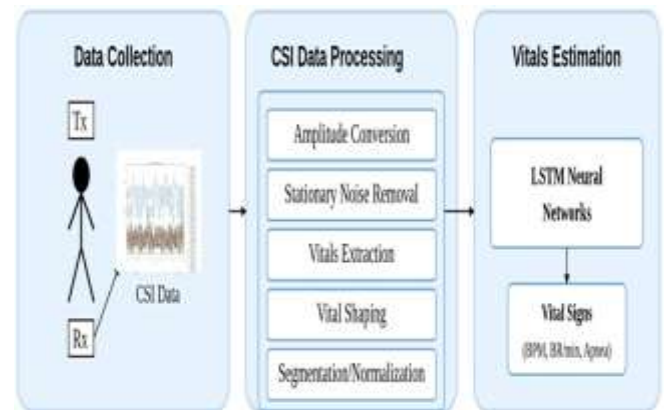 Data Collection
Tx
CSI Data
Rx
CSI Data Processing
Amplitude Conversion
Stationary Noise Removal
Vitals Extraction
Vital Shaping
Segmentation/Normalization
Vitals Estimation
LSTM Neural
Networks
Vital Signs
(BPM, BR/min, Apnea)